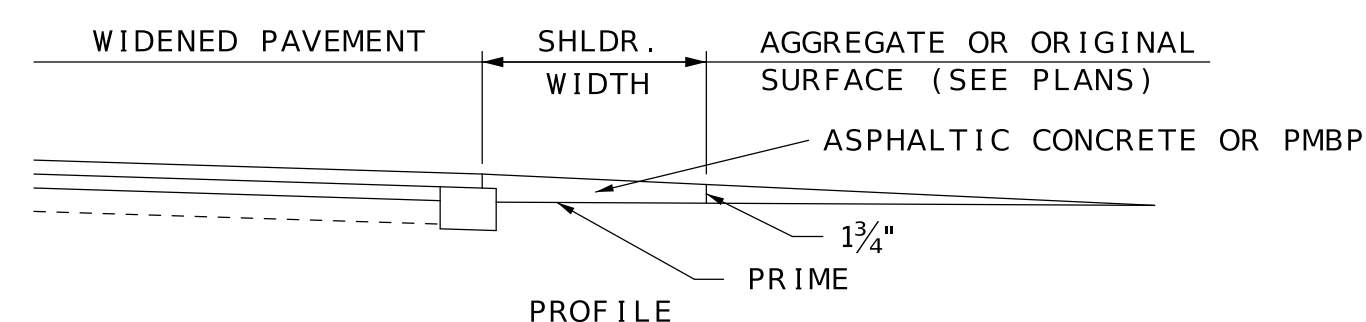 WIDENED PAVEMENT
SHLDR.
WIDTH
AGGREGATE OR ORIGINAL
SURFACE (SEE PLANS)
ASPHALTIC CONCRETE OR PMBP
1¾"
PRIME
PROFILE